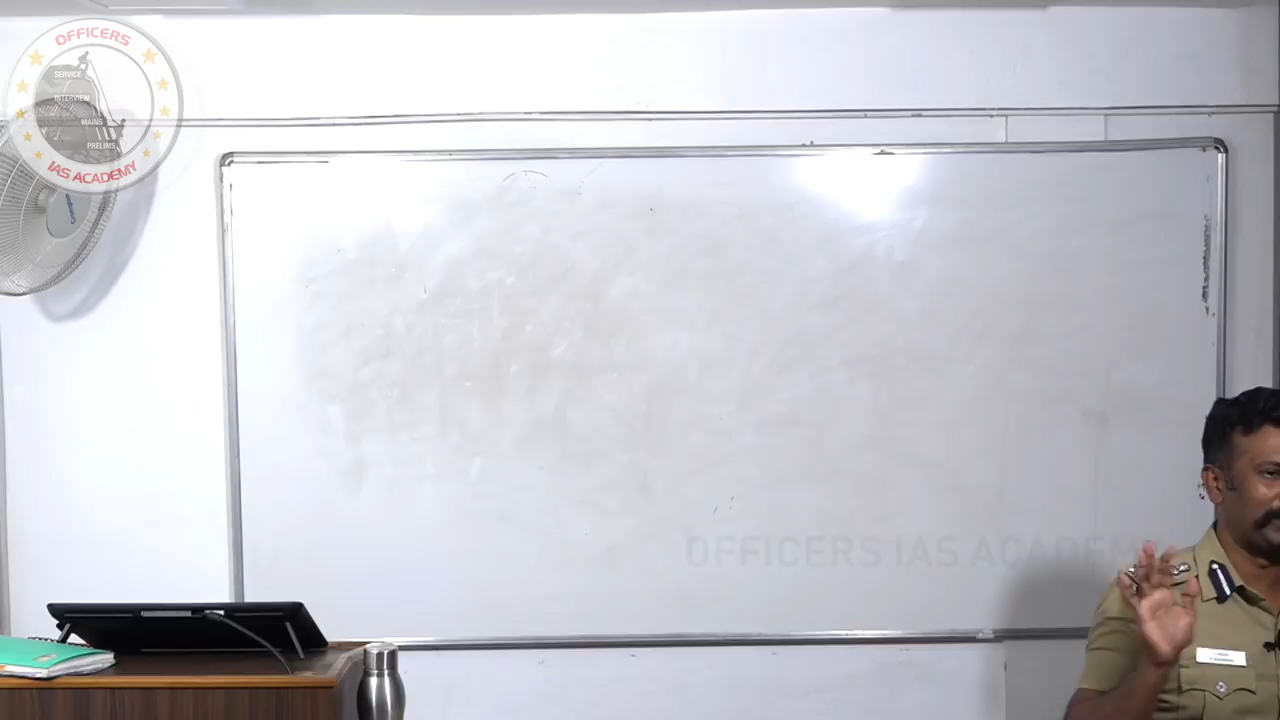 OFFICERS
SERVICE
INTERVIEW
MAINS
PRELIMS
IAS ACADEMY
OFFICERS IAS ACADEMY